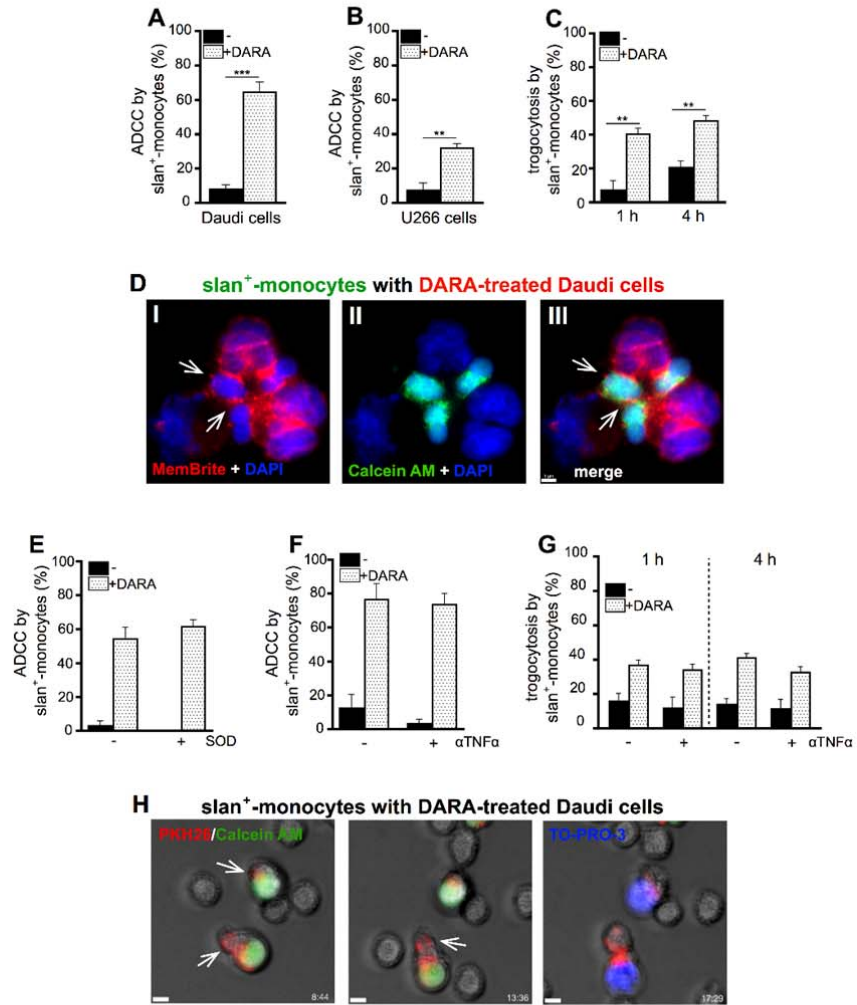 A
ADCC by
slan+-monocytes (%)
100
80
60
40
20
0
-
+DARA
***
Daudi cells
B
ADCC by
slan+-monocytes (%)
100
80
60
40
20
0
-
+DARA
**
U266 cells
C
trogocytosis by
slan+-monocytes (%)
100
80
60
40
20
0
-
+DARA
**
**
1 h
4 h
D
slan+-monocytes with DARA-treated Daudi cells
I
MemBrite + DAPI
II
Calcein AM + DAPI
III
merge
E
ADCC by
slan+-monocytes (%)
100
80
60
40
20
0
-
+DARA
- + SOD
F
ADCC by
slan+-monocytes (%)
100
80
60
40
20
0
-
+DARA
- + αTNFα
G
trogocytosis by
slan+-monocytes (%)
100
80
60
40
20
0
1 h
4 h
-
+DARA
- + - + αTNFα
H
slan+-monocytes with DARA-treated Daudi cells
PKH26/Calcein AM
8:44
13:36
TO-PRO-3
17:29